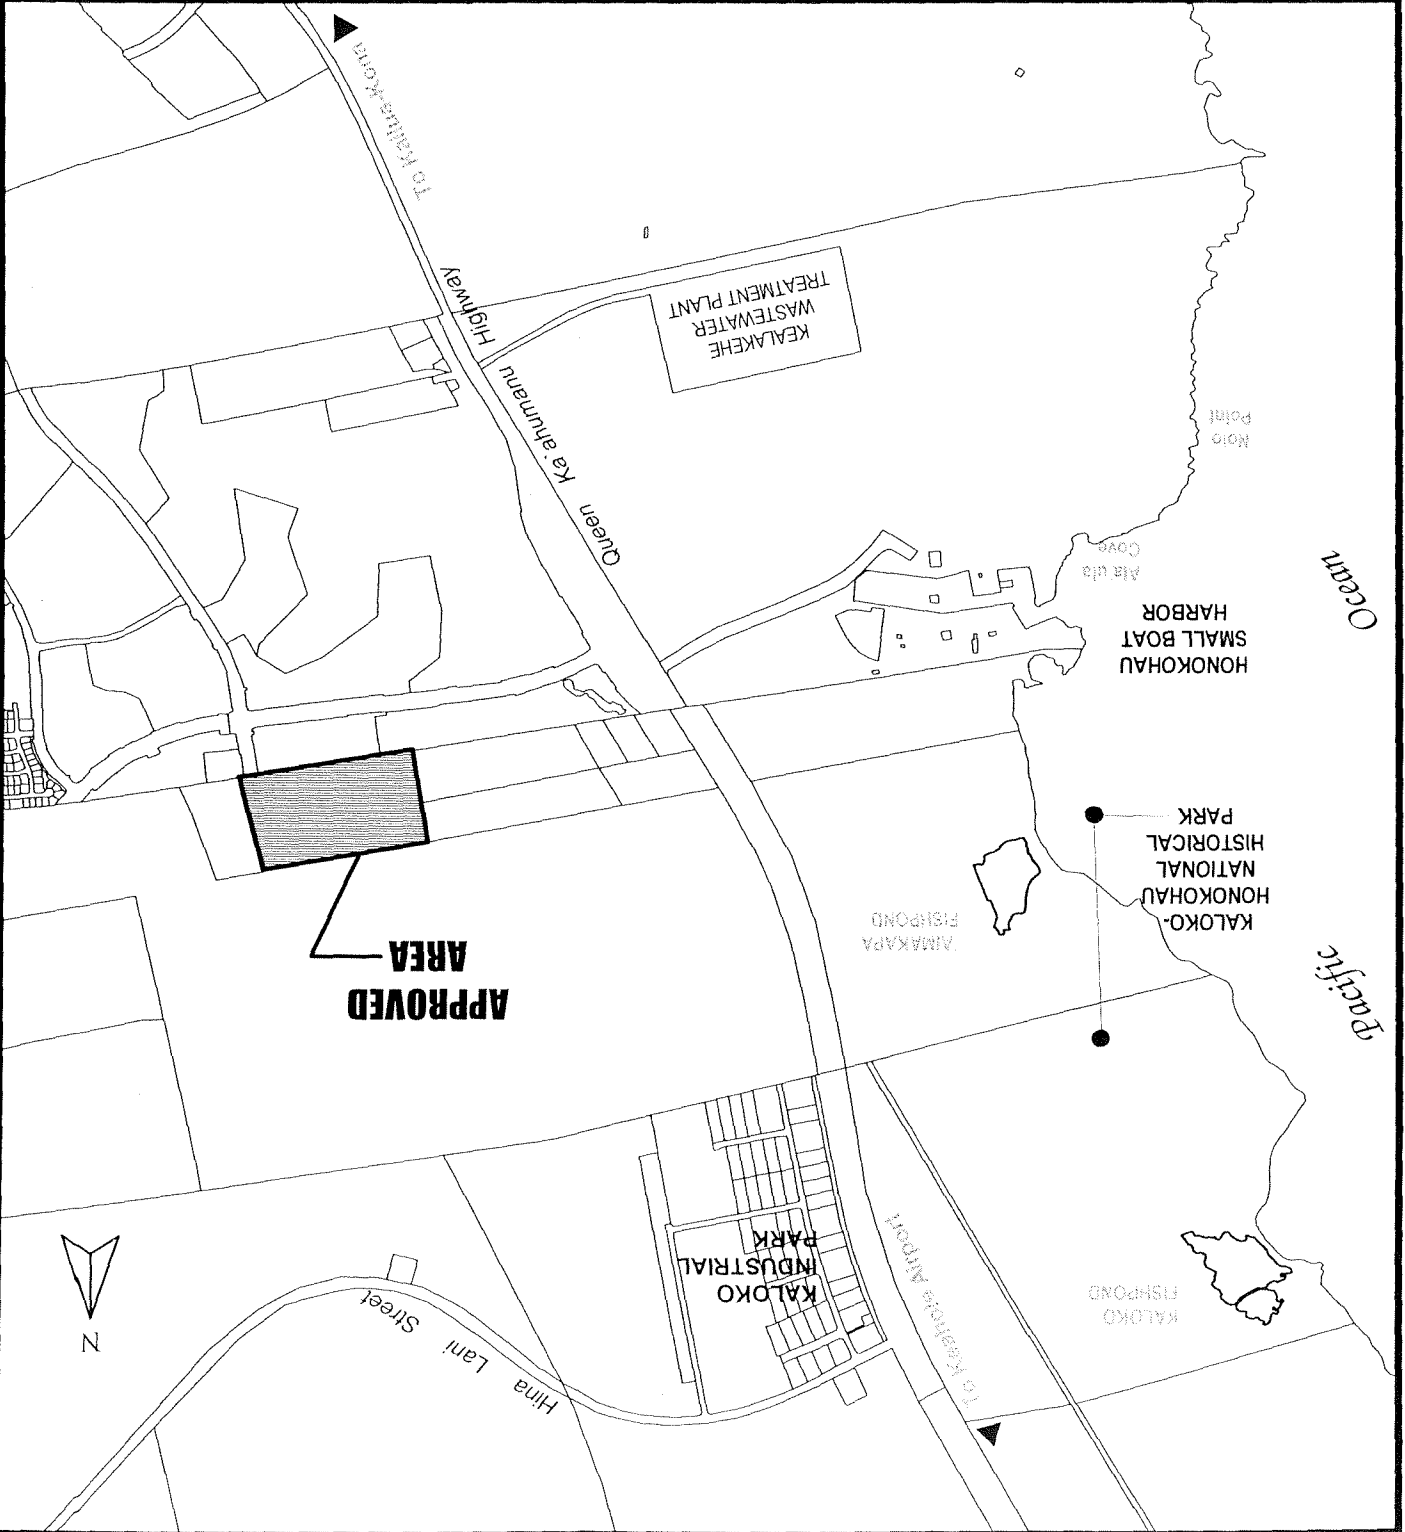 N
Hina Lani Street
To Keahole Airport
KALOKO
FISHPOND
KALOKO
INDUSTRIAL
PARK
Pacific
APPROVED
AREA
KALOKO-
HONOKOHAU
NATIONAL
HISTORICAL
PARK
'AIMAKAPA
FISHPOND
Ocean
HONOKOHAU
SMALL BOAT
HARBOR
Ala'ula
Cove
Queen Ka'ahumanu Highway
Noio
Point
KEALAKEHE
WASTEWATER
TREATMENT PLANT
To Kailua-Kona